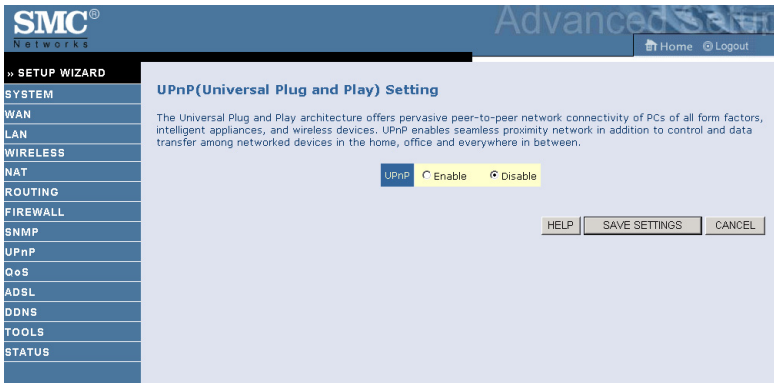 SMC®
Networks
Advanced Setup
Home Logout
» SETUP WIZARD
SYSTEM
WAN
LAN
WIRELESS
NAT
ROUTING
FIREWALL
SNMP
UPnP
QoS
ADSL
DDNS
TOOLS
STATUS
UPnP(Universal Plug and Play) Setting
The Universal Plug and Play architecture offers pervasive peer-to-peer network connectivity of PCs of all form factors,
intelligent appliances, and wireless devices. UPnP enables seamless proximity network in addition to control and data
transfer among networked devices in the home, office and everywhere in between.
UPnP Enable Disable
HELP SAVE SETTINGS CANCEL